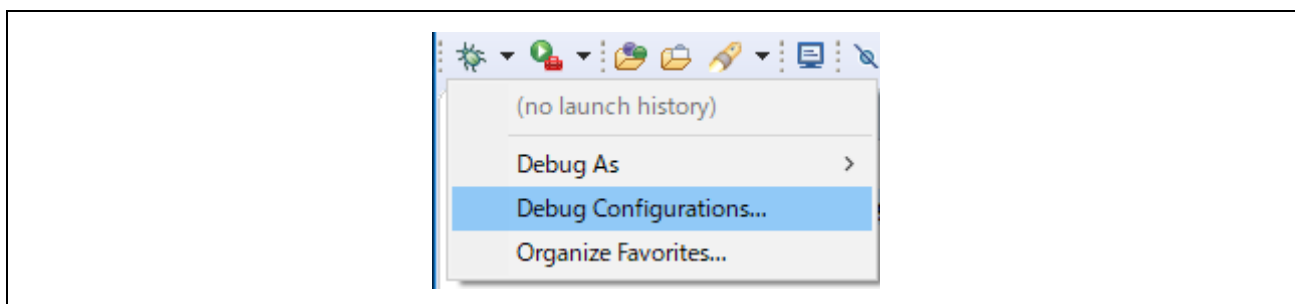 (no launch history)
Debug As
Debug Configurations...
Organize Favorites...